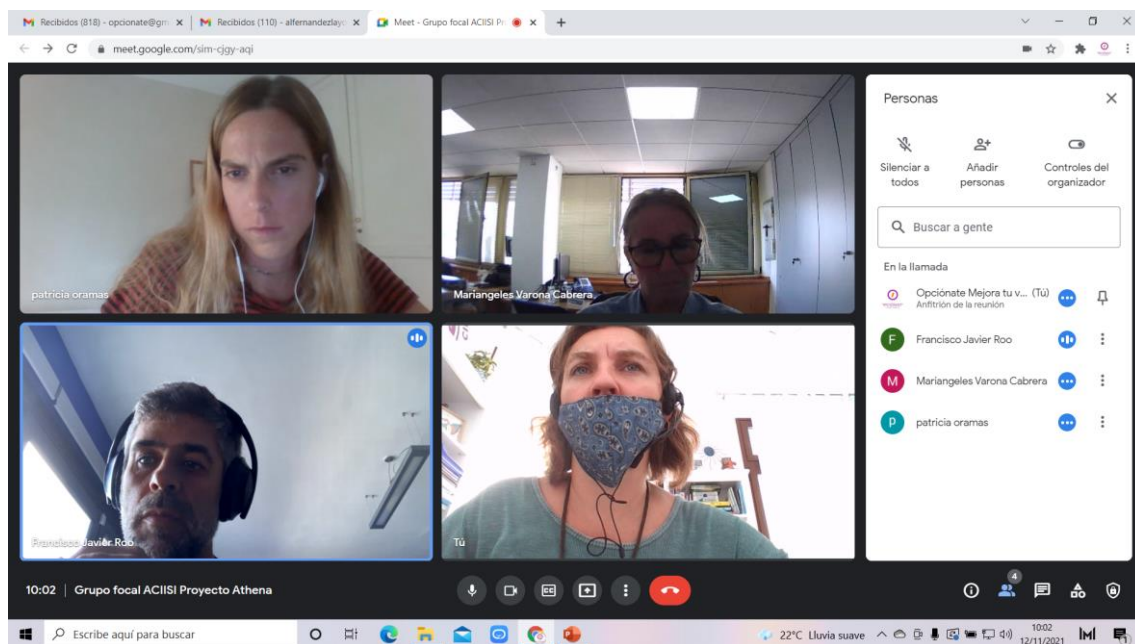 Recibidos (818) - opcionate@gm
Recibidos (110) - alfernandezlayo
Meet - Grupo focal ACIISI Pr
meet.google.com/sim-cjgy-aqi
patricia oramas
Mariangeles Varona Cabrera
Francisco Javier Roo
Tú
Personas
Silenciar a todos
Añadir personas
Controles del organizador
Buscar a gente
En la llamada
Opciónate Mejora tu v... (Tú)
Anfitrión de la reunión
F
Francisco Javier Roo
M
Mariangeles Varona Cabrera
p
patricia oramas
10:02 | Grupo focal ACIISI Proyecto Athena
4
Escribe aquí para buscar
22°C Lluvia suave
10:02
12/11/2021